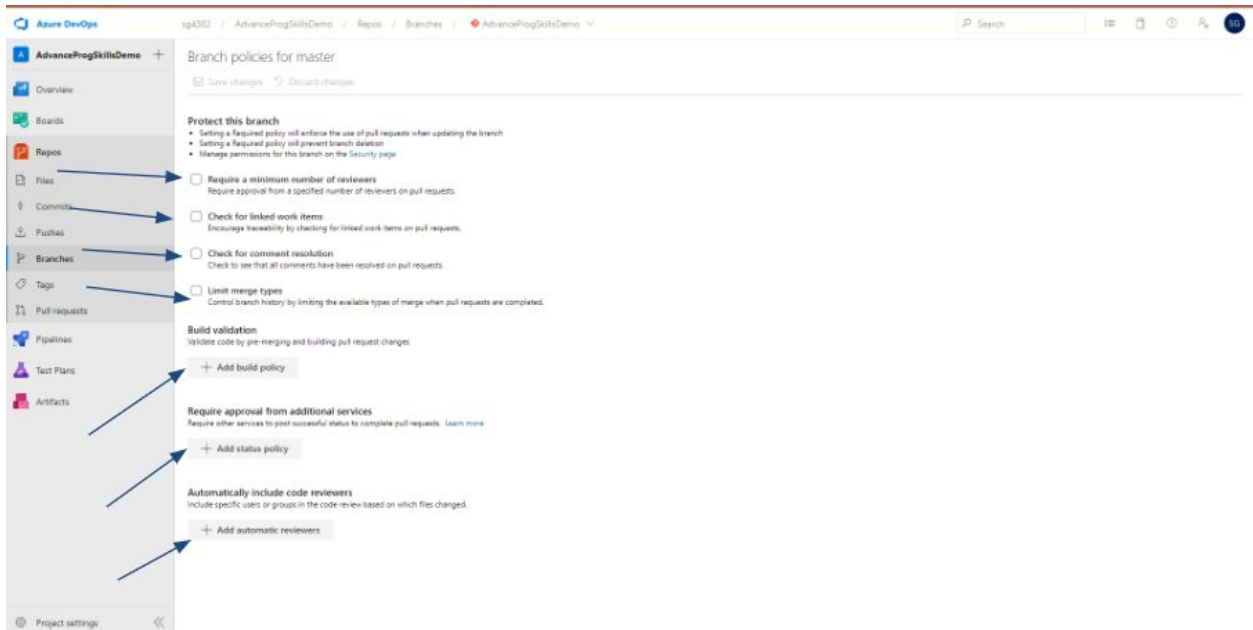 Azure DevOps
sg4382 / AdvanceProgSkillsDemo / Repos / Branches / AdvanceProgSkillsDemo
Search
SG
A AdvanceProgSkillsDemo
Branch policies for master
Save changes Discard changes
Overview
Boards
Repos
Files
Commits
Pushes
Branches
Tags
Pull requests
Pipelines
Test Plans
Artifacts
Project settings
Protect this branch
Setting a Required policy will enforce the use of pull requests when updating the branch
Setting a Required policy will prevent branch deletion
Manage permissions for this branch on the Security page
Require a minimum number of reviewers
Require approval from a specified number of reviewers on pull requests.
Check for linked work items
Encourage traceability by checking for linked work items on pull requests.
Check for comment resolution
Check to see that all comments have been resolved on pull requests.
Limit merge types
Control branch history by limiting the available types of merge when pull requests are completed.
Build validation
Validate code by pre-merging and building pull request changes
+ Add build policy
Require approval from additional services
Require other services to post successful status to complete pull requests. Learn more
+ Add status policy
Automatically include code reviewers
Include specific users or groups in the code review based on which files changed.
+ Add automatic reviewers